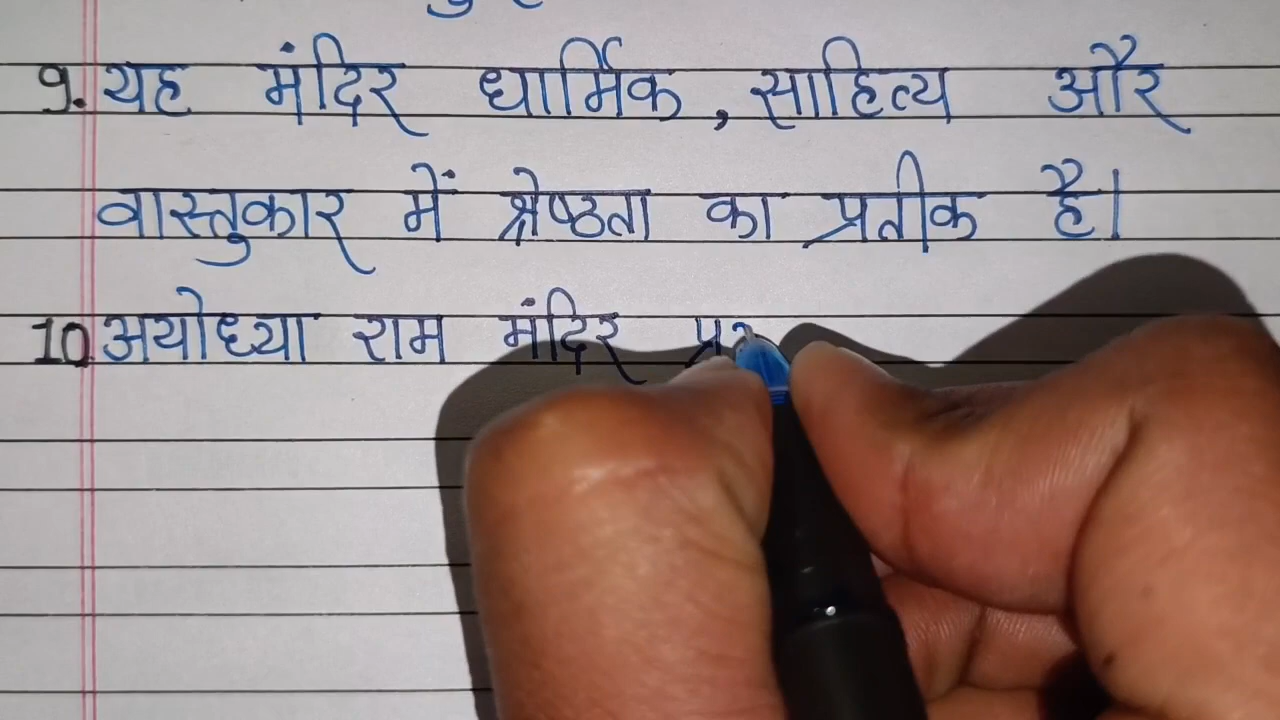 9. यह मंदिर धार्मिक, साहित्य और
वास्तुकार में श्रेष्ठता का प्रतीक है।
10. अयोध्या राम मंदिर